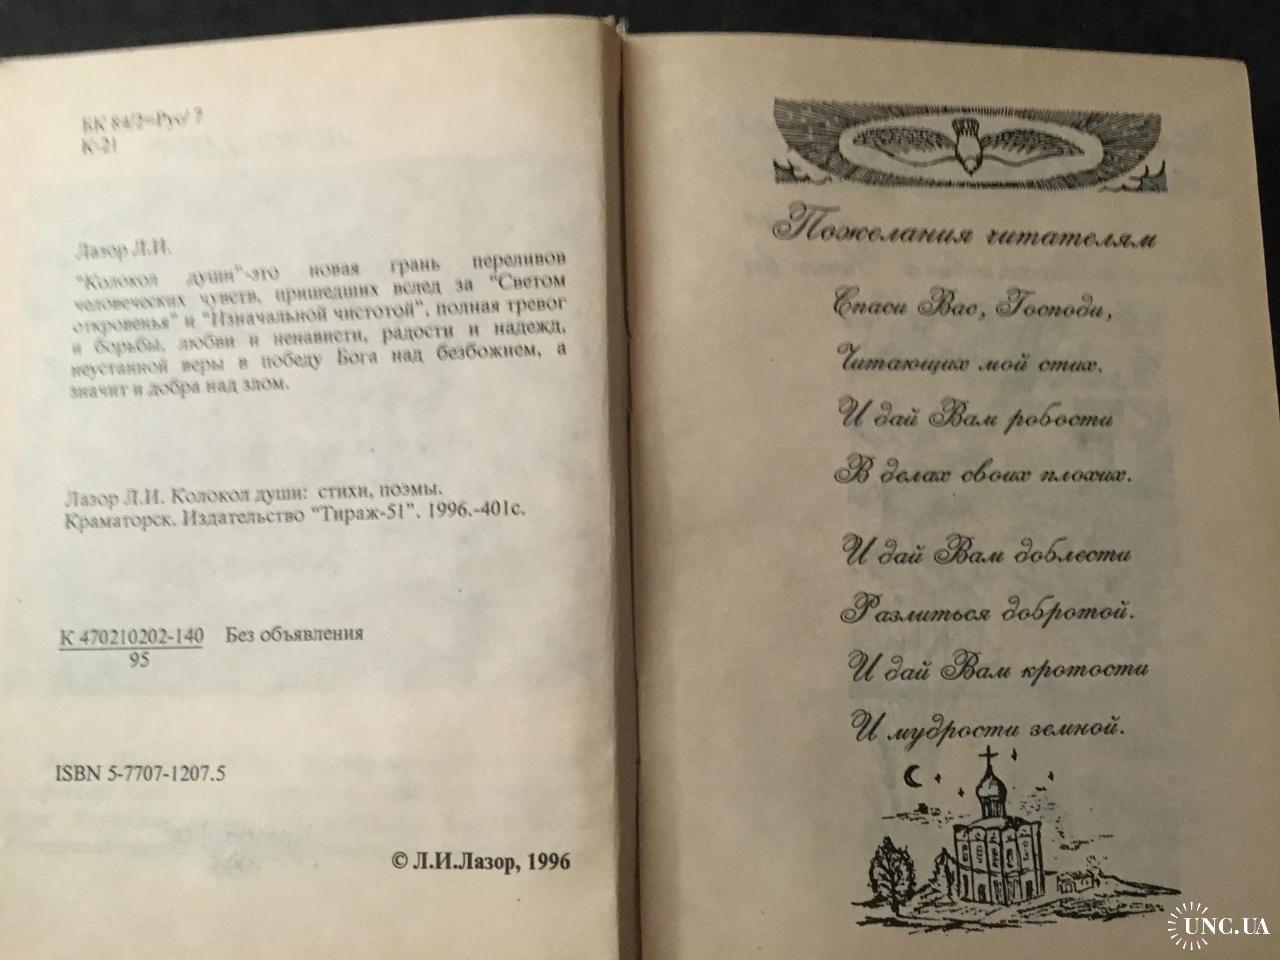 БК 84/2=Рус/ 7
К-21
Лазор Л.И.
"Колокол души"-это новая грань переливов
человеческих чувств, пришедших вслед за "Светом
откровенья" и "Изначальной чистотой", полная тревог
и борьбы, любви и ненависти, радости и надежд,
неустанной веры в победу Бога над безбожием, а
значит и добра над злом.
Лазор Л.И. Колокол души: стихи, поэмы.
Краматорск. Издательство "Тираж-51". 1996.-401с.
К 470210202-140 Без объявления
95
ISBN 5-7707-1207.5
© Л.И.Лазор, 1996
Пожелания читателям
Спаси Вас, Господи,
Читающих мой стих.
И дай Вам робости
В делах своих плохих.
И дай Вам доблести
Разлиться добротой.
И дай Вам кротости
И мудрости земной.
UNC.UA